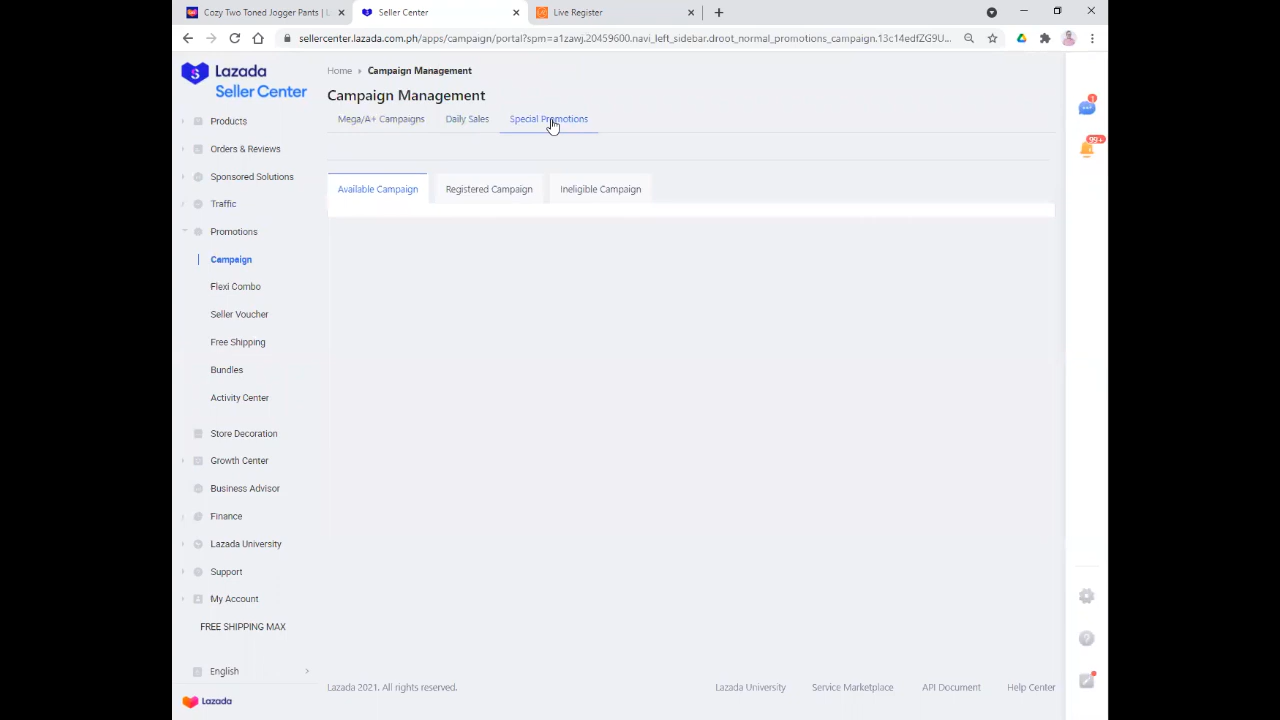 Cozy Two Toned Jogger Pants | L
Seller Center
Live Register
sellercenter.lazada.com.ph/apps/campaign/portal?spm=a1zawj.20459600.navi_left_sidebar.droot_normal_promotions_campaign.13c14edfZG9U...
Lazada
Seller Center
Home
Campaign Management
Campaign Management
Mega/A+ Campaigns
Daily Sales
Special Promotions
1
99+
Products
Orders & Reviews
Sponsored Solutions
Traffic
Promotions
Campaign
Flexi Combo
Seller Voucher
Free Shipping
Bundles
Activity Center
Store Decoration
Growth Center
Business Advisor
Finance
Lazada University
Support
My Account
FREE SHIPPING MAX
English
Lazada
Available Campaign
Registered Campaign
Ineligible Campaign
Lazada 2021. All rights reserved.
Lazada University
Service Marketplace
API Document
Help Center